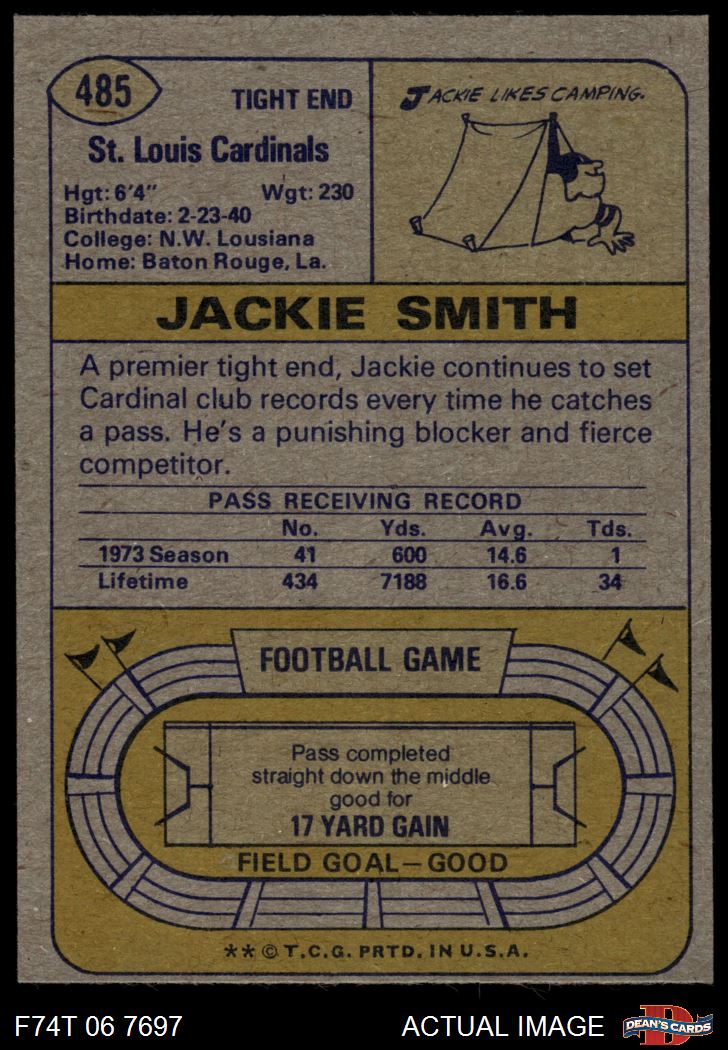 485
TIGHT END
St. Louis Cardinals
Hgt: 6'4" Wgt: 230
Birthdate: 2-23-40
College: N.W. Lousiana
Home: Baton Rouge, La.
JACKIE LIKES CAMPING.
JACKIE SMITH
A premier tight end, Jackie continues to set
Cardinal club records every time he catches
a pass. He's a punishing blocker and fierce
competitor.
PASS RECEIVING RECORD
No. Yds. Avg. Tds.
1973 Season 41 600 14.6 1
Lifetime 434 7188 16.6 34
FOOTBALL GAME
Pass completed
straight down the middle
good for
17 YARD GAIN
FIELD GOAL—GOOD
** © T.C.G. PRTD. IN U.S.A.
F74T 06 7697 ACTUAL IMAGE
D
DEAN'S CARDS